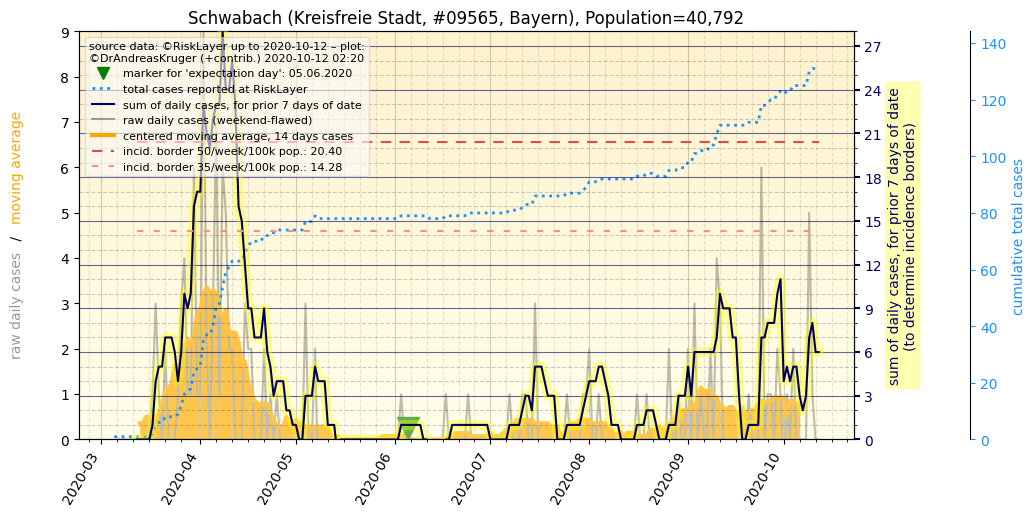 Schwabach (Kreisfreie Stadt, #09565, Bayern), Population=40,792
source data: ©RiskLayer up to 2020-10-12 – plot:
©DrAndreasKruger (+contrib.) 2020-10-12 02:20
marker for 'expectation day': 05.06.2020
total cases reported at RiskLayer
sum of daily cases, for prior 7 days of date
raw daily cases (weekend-flawed)
centered moving average, 14 days cases
incid. border 50/week/100k pop.: 20.40
incid. border 35/week/100k pop.: 14.28
raw daily cases / moving average
9
8
7
6
5
4
3
2
1
0
27
24
21
18
15
12
9
6
3
0
sum of daily cases, for prior 7 days of date
(to determine incidence borders)
140
120
100
80
60
40
20
0
cumulative total cases
2020-03
2020-04
2020-05
2020-06
2020-07
2020-08
2020-09
2020-10